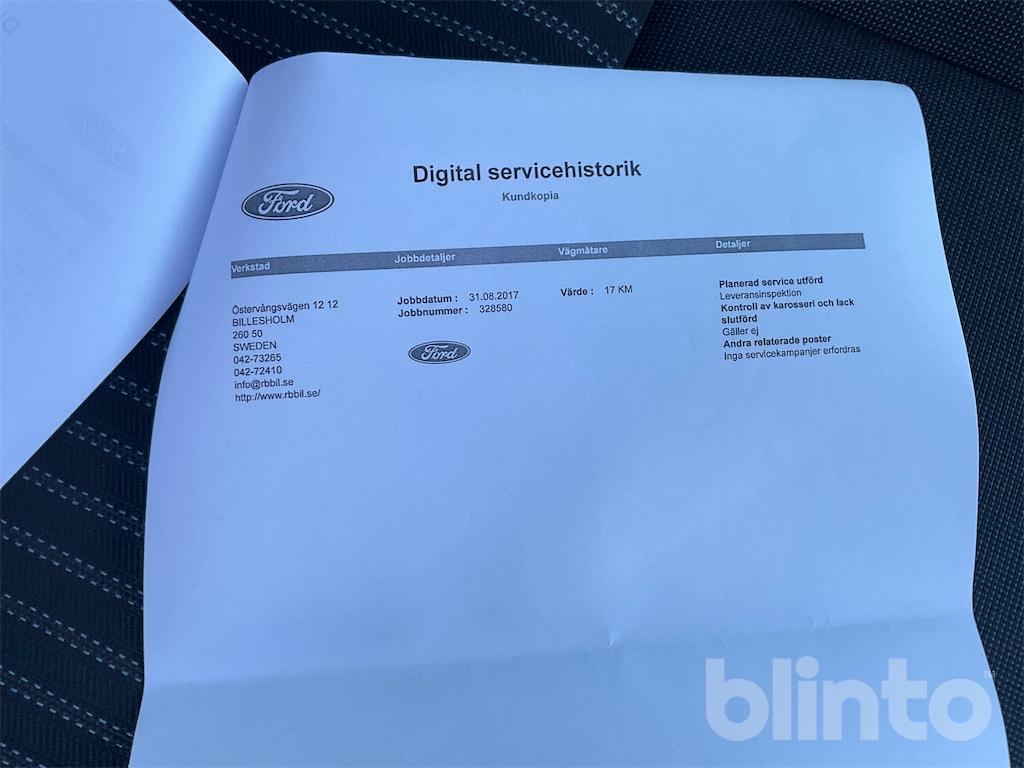 Digital servicehistorik
Kundkopia
Ford
Verkstad Jobbdetaljer Vägmätare Detaljer
Östervångsvägen 12 12
BILLESHOLM
260 50
SWEDEN
042-73265
042-72410
info@rbbil.se
http://www.rbbil.se/
Jobbdatum : 31.08.2017
Jobbnummer : 328580
Ford
Värde : 17 KM
Planerad service utförd
Leveransinspektion
Kontroll av karosseri och lack
slutförd
Gäller ej
Andra relaterade poster
Inga servicekampanjer erfordras
blinto